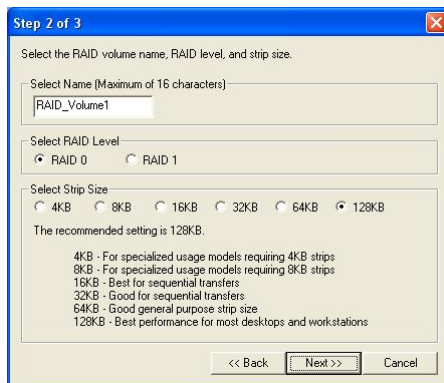 Step 2 of 3
Select the RAID volume name, RAID level, and strip size.
Select Name (Maximum of 16 characters)
RAID_Volume1
Select RAID Level
RAID 0 RAID 1
Select Strip Size
4KB 8KB 16KB 32KB 64KB 128KB
The recommended setting is 128KB.
4KB - For specialized usage models requiring 4KB strips
8KB - For specialized usage models requiring 8KB strips
16KB - Best for sequential transfers
32KB - Good for sequential transfers
64KB - Good general purpose strip size
128KB - Best performance for most desktops and workstations
<< Back Next >> Cancel